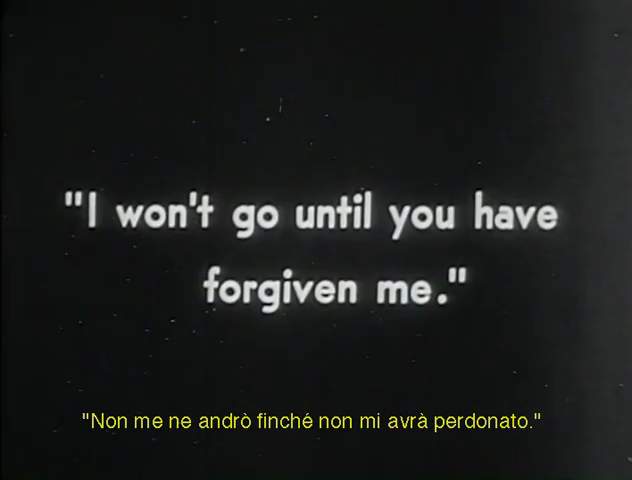 "I won't go until you have
forgiven me."
"Non me ne andrò finché non mi avrà perdonato."